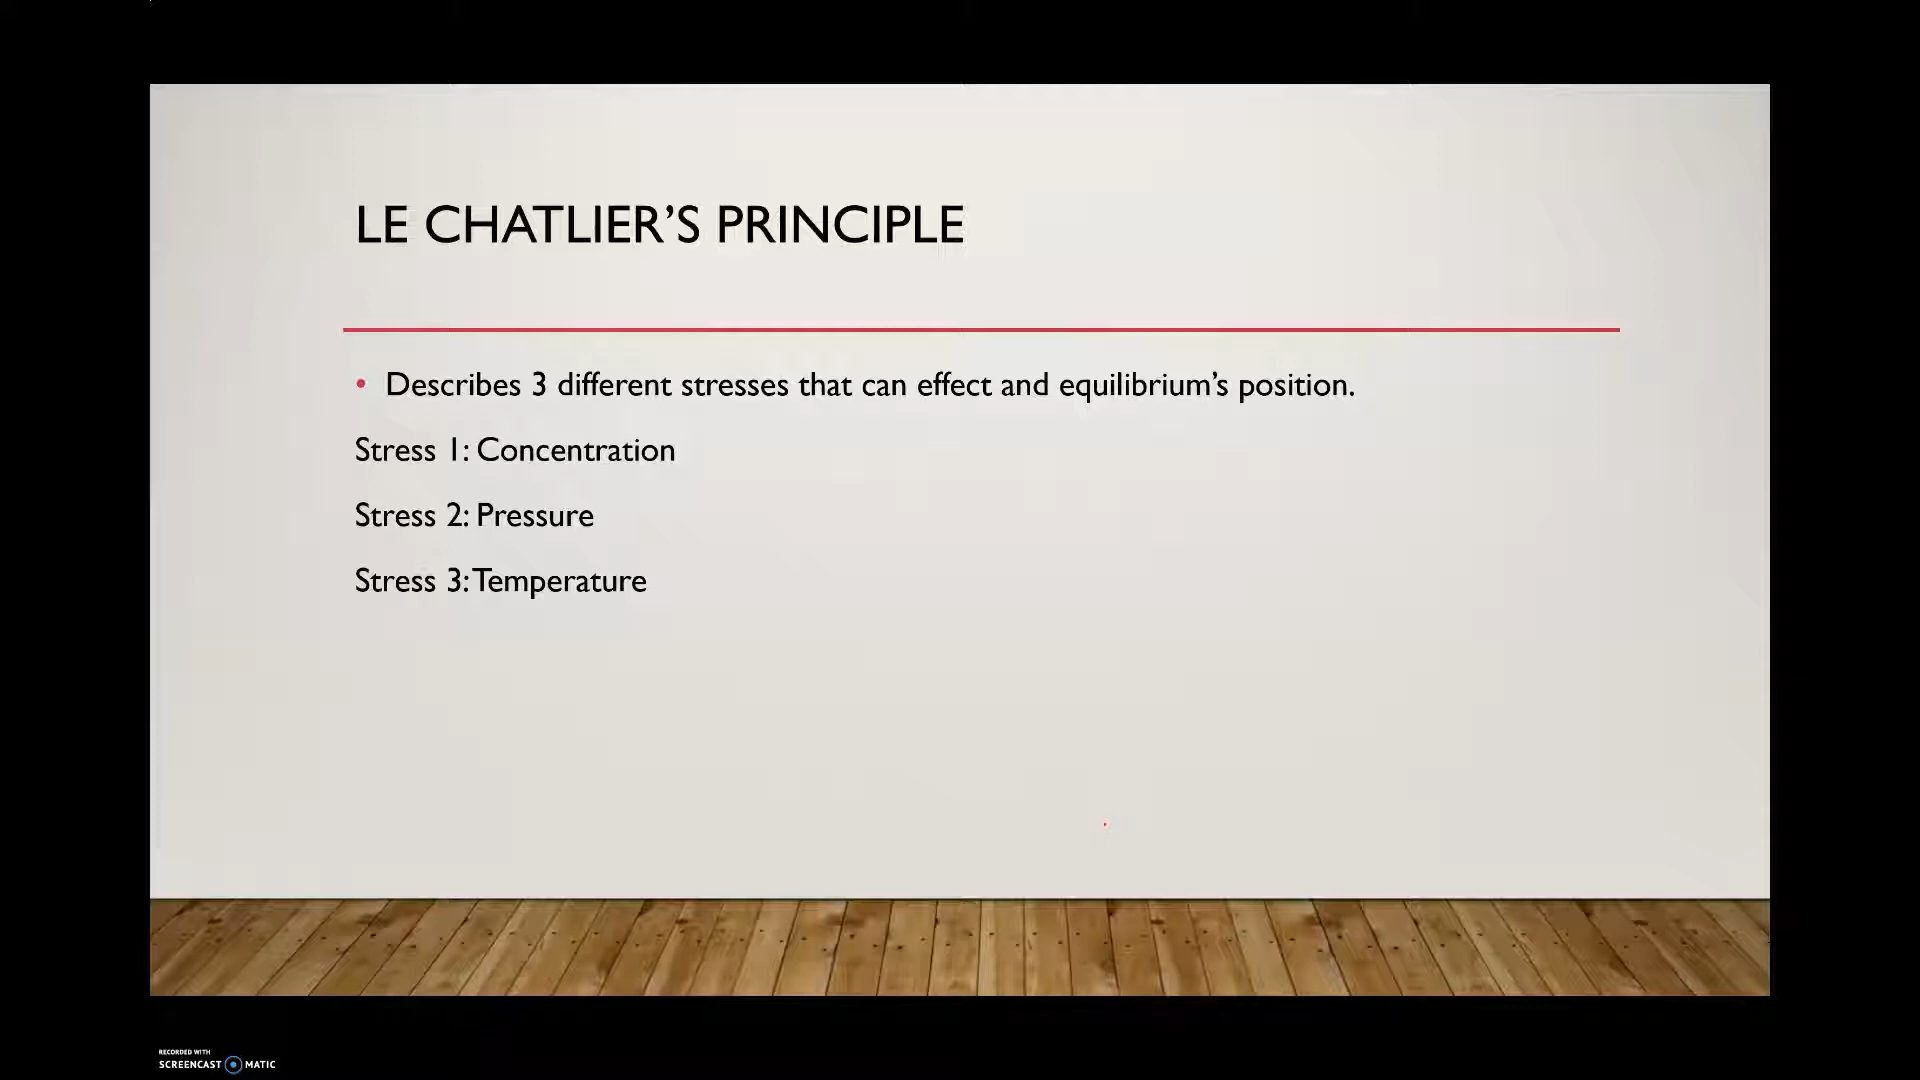 LE CHATLIER’S PRINCIPLE
• Describes 3 different stresses that can effect and equilibrium’s position.
Stress 1: Concentration
Stress 2: Pressure
Stress 3: Temperature
RECORDED WITH
SCREENCAST MATIC